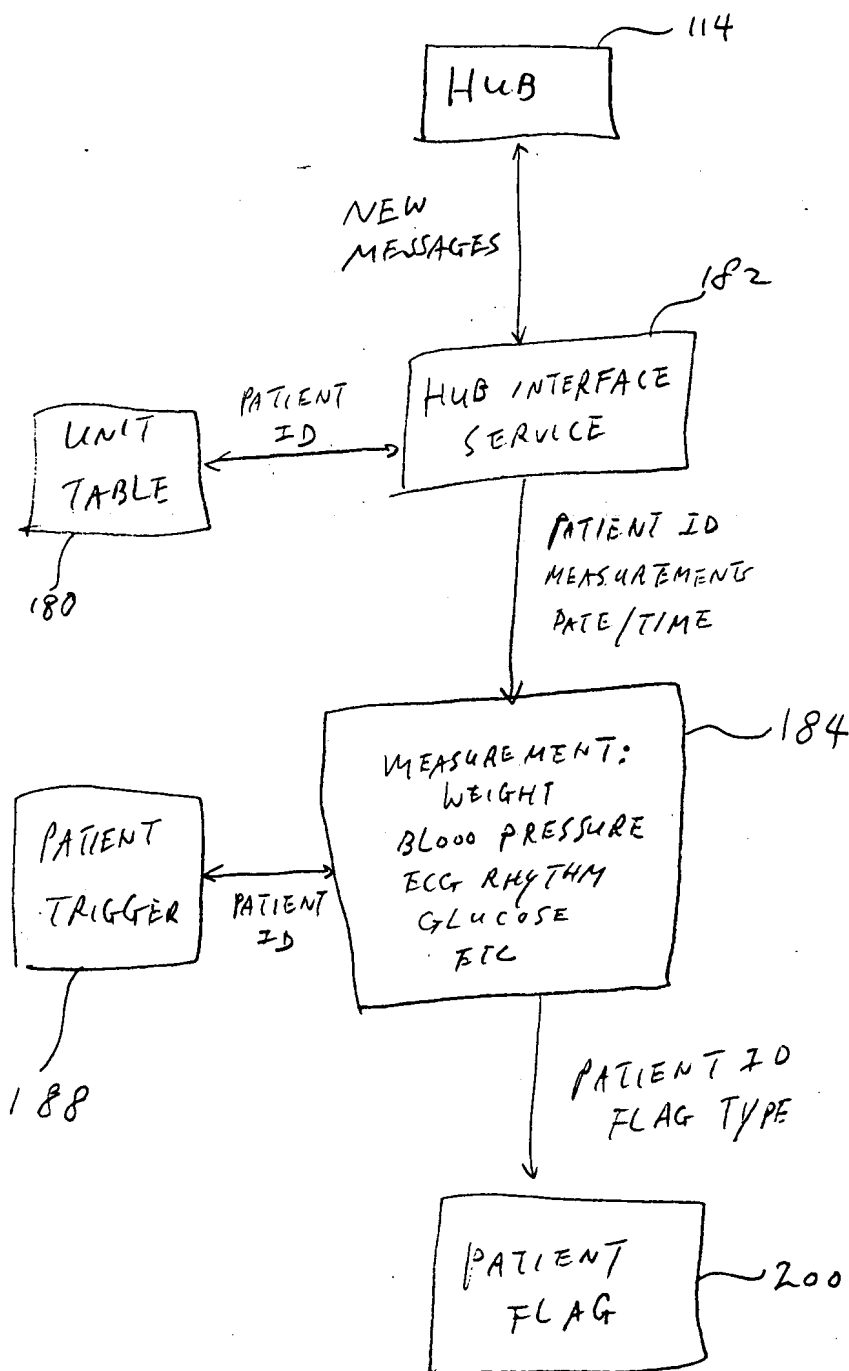 114
HUB
NEW
MESSAGES
182
HUB INTERFACE
SERVICE
PATIENT
ID
UNIT
TABLE
180
PATIENT ID
MEASUREMENTS
DATE/TIME
184
MEASUREMENT:
WEIGHT
BLOOD PRESSURE
ECG RHYTHM
GLUCOSE
ETC
PATIENT
TRIGGER
PATIENT
ID
188
PATIENT ID
FLAG TYPE
PATIENT
FLAG
200